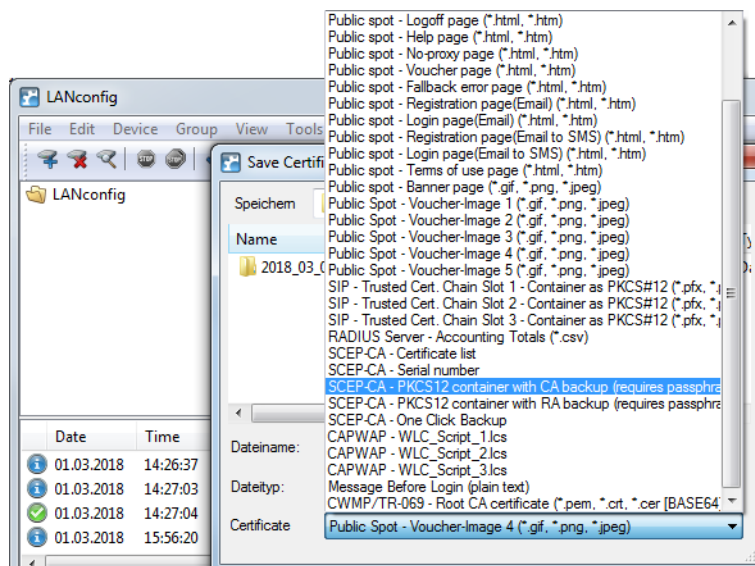 LANconfig
File Edit Device Group View Tools
LANconfig
Date Time
01.03.2018 14:26:37
01.03.2018 14:27:03
01.03.2018 14:27:04
01.03.2018 15:56:20
Save Certifi
Speichern
Name
2018_03_0
Dateiname:
Dateityp:
Certificate
Public Spot - Voucher-Image 4 (*.gif, *.png, *.jpeg)
Public spot - Logoff page (*.html, *.htm)
Public spot - Help page (*.html, *.htm)
Public spot - No-proxy page (*.html, *.htm)
Public spot - Voucher page (*.html, *.htm)
Public spot - Fallback error page (*.html, *.htm)
Public spot - Registration page(Email) (*.html, *.htm)
Public spot - Login page(Email) (*.html, *.htm)
Public spot - Registration page(Email to SMS) (*.html, *.htm)
Public spot - Login page(Email to SMS) (*.html, *.htm)
Public spot - Terms of use page (*.html, *.htm)
Public spot - Banner page (*.gif, *.png, *.jpeg)
Public Spot - Voucher-Image 1 (*.gif, *.png, *.jpeg)
Public Spot - Voucher-Image 2 (*.gif, *.png, *.jpeg)
Public Spot - Voucher-Image 3 (*.gif, *.png, *.jpeg)
Public Spot - Voucher-Image 4 (*.gif, *.png, *.jpeg)
Public Spot - Voucher-Image 5 (*.gif, *.png, *.jpeg)
SIP - Trusted Cert. Chain Slot 1 - Container as PKCS#12 (*.pfx, *.
SIP - Trusted Cert. Chain Slot 2 - Container as PKCS#12 (*.pfx, *.
SIP - Trusted Cert. Chain Slot 3 - Container as PKCS#12 (*.pfx, *.
RADIUS Server - Accounting Totals (*.csv)
SCEP-CA - Certificate list
SCEP-CA - Serial number
SCEP-CA - PKCS12 container with CA backup (requires passphra
SCEP-CA - PKCS12 container with RA backup (requires passphra
SCEP-CA - One Click Backup
CAPWAP - WLC_Script_1.lcs
CAPWAP - WLC_Script_2.lcs
CAPWAP - WLC_Script_3.lcs
Message Before Login (plain text)
CWMP/TR-069 - Root CA certificate (*.pem, *.crt, *.cer [BASE64]